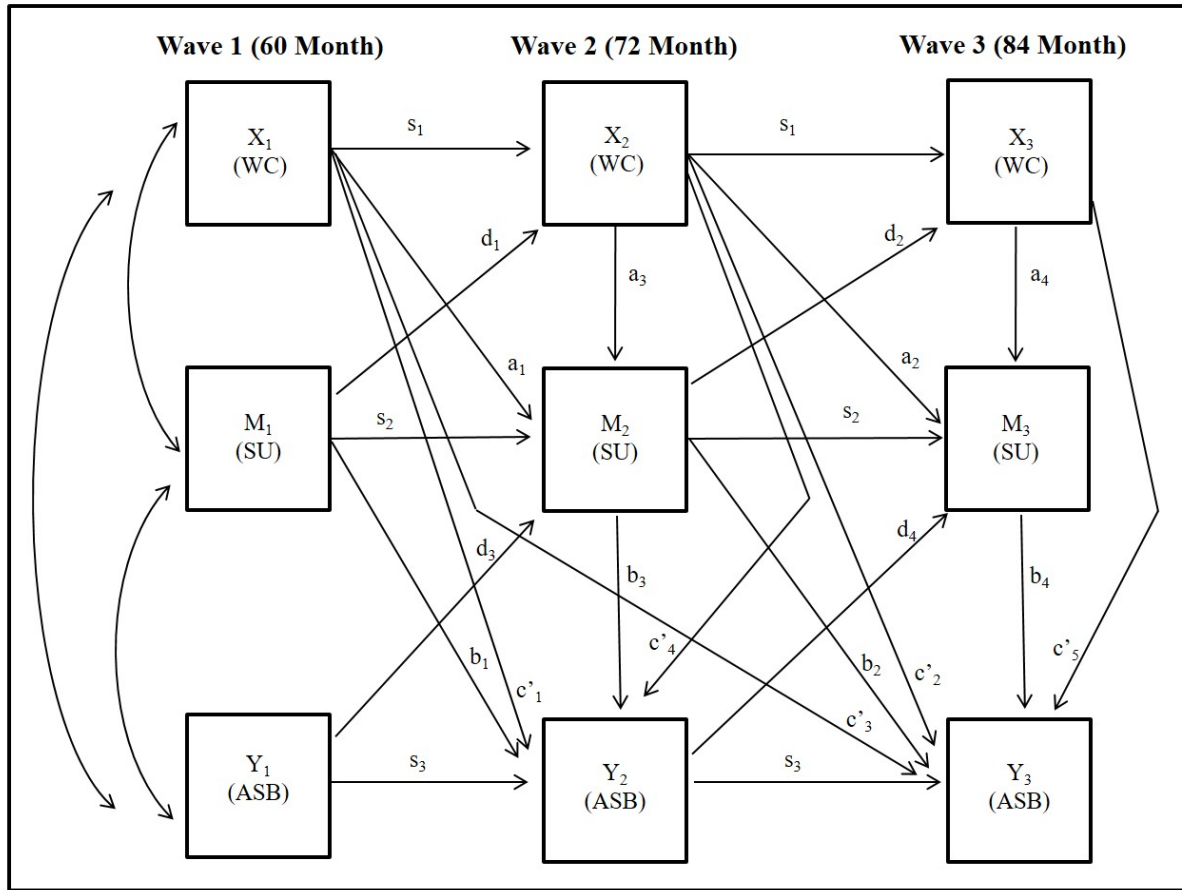 Wave 1 (60 Month) Wave 2 (72 Month) Wave 3 (84 Month)
X₁
(WC)
s₁
X₂
(WC)
s₁
X₃
(WC)
d₁
d₂
a₃
a₄
a₁
a₂
M₁
(SU)
s₂
M₂
(SU)
s₂
M₃
(SU)
d₃
d₄
b₃
b₄
b₁
c’₁
c’₄
b₂
c’₂
c’₅
c’₃
Y₁
(ASB)
s₃
Y₂
(ASB)
s₃
Y₃
(ASB)